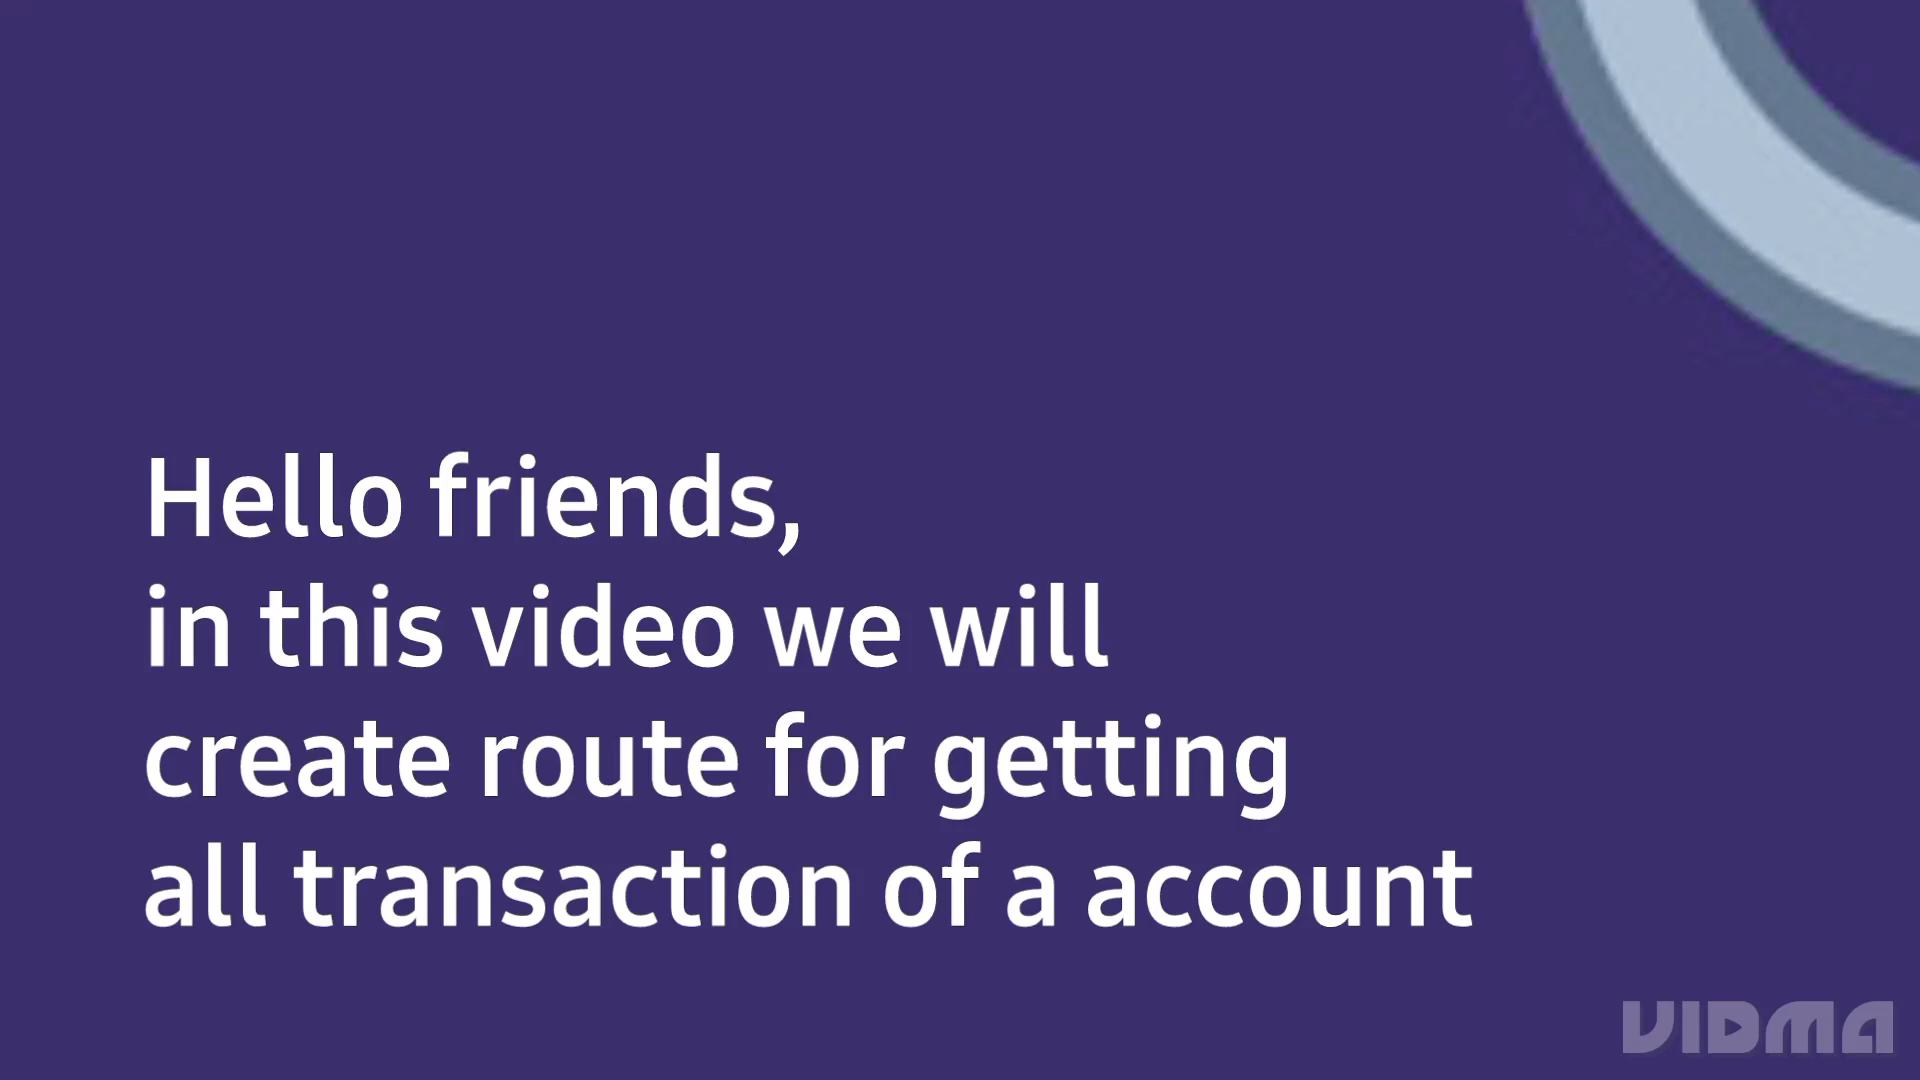 Hello friends,
in this video we will
create route for getting
all transaction of a account
VIDMA